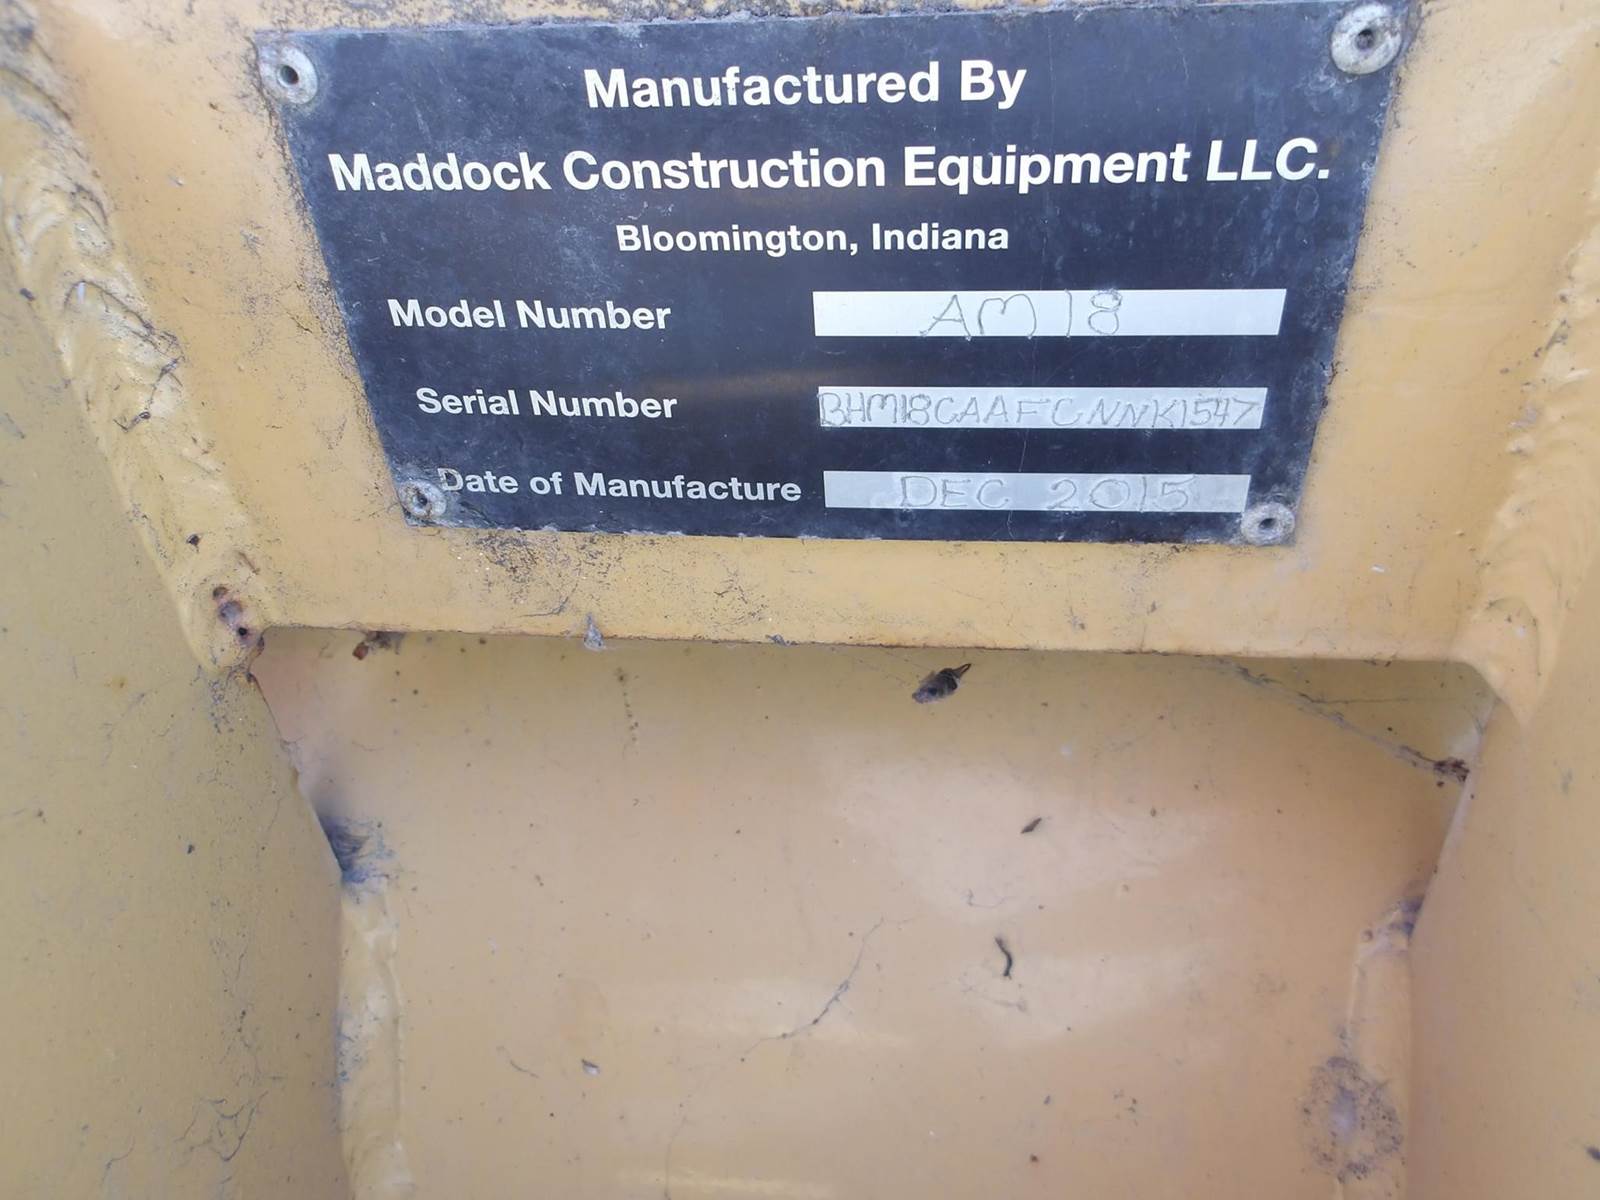 Manufactured By
Maddock Construction Equipment LLC.
Bloomington, Indiana
Model Number AM18
Serial Number BHM18CAAFCNNK1547
Date of Manufacture DEC 2015